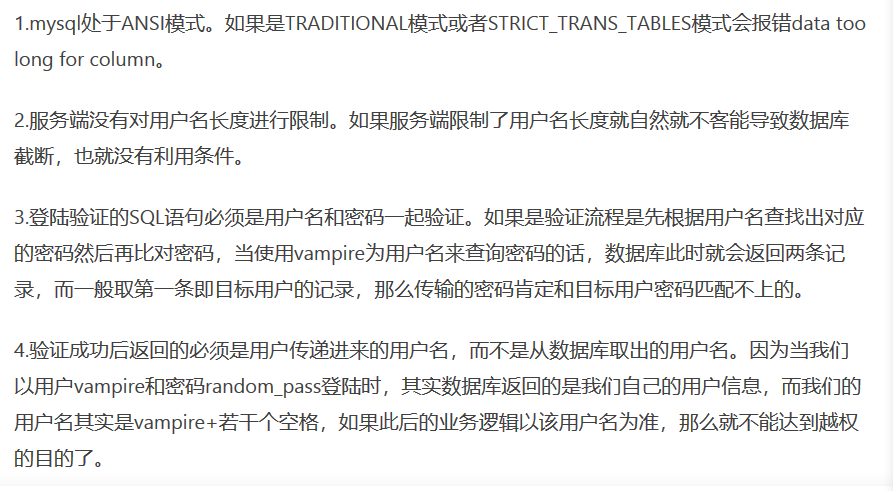 1.mysql处于ANSI模式。如果是TRADITIONAL模式或者STRICT_TRANS_TABLES模式会报错data too
long for column。
2.服务端没有对用户名长度进行限制。如果服务端限制了用户名长度就自然就不客能导致数据库
截断，也就没有利用条件。
3.登陆验证的SQL语句必须是用户名和密码一起验证。如果是验证流程是先根据用户名查找出对应
的密码然后再比对密码，当使用vampire为用户名来查询密码的话，数据库此时就会返回两条记
录，而一般取第一条即目标用户的记录，那么传输的密码肯定和目标用户密码匹配不上的。
4.验证成功后返回的必须是用户传递进来的用户名，而不是从数据库取出的用户名。因为当我们
以用户vampire和密码random_pass登陆时，其实数据库返回的是我们自己的用户信息，而我们的
用户名其实是vampire+若干个空格，如果此后的业务逻辑以该用户名为准，那么就不能达到越权
的目的了。